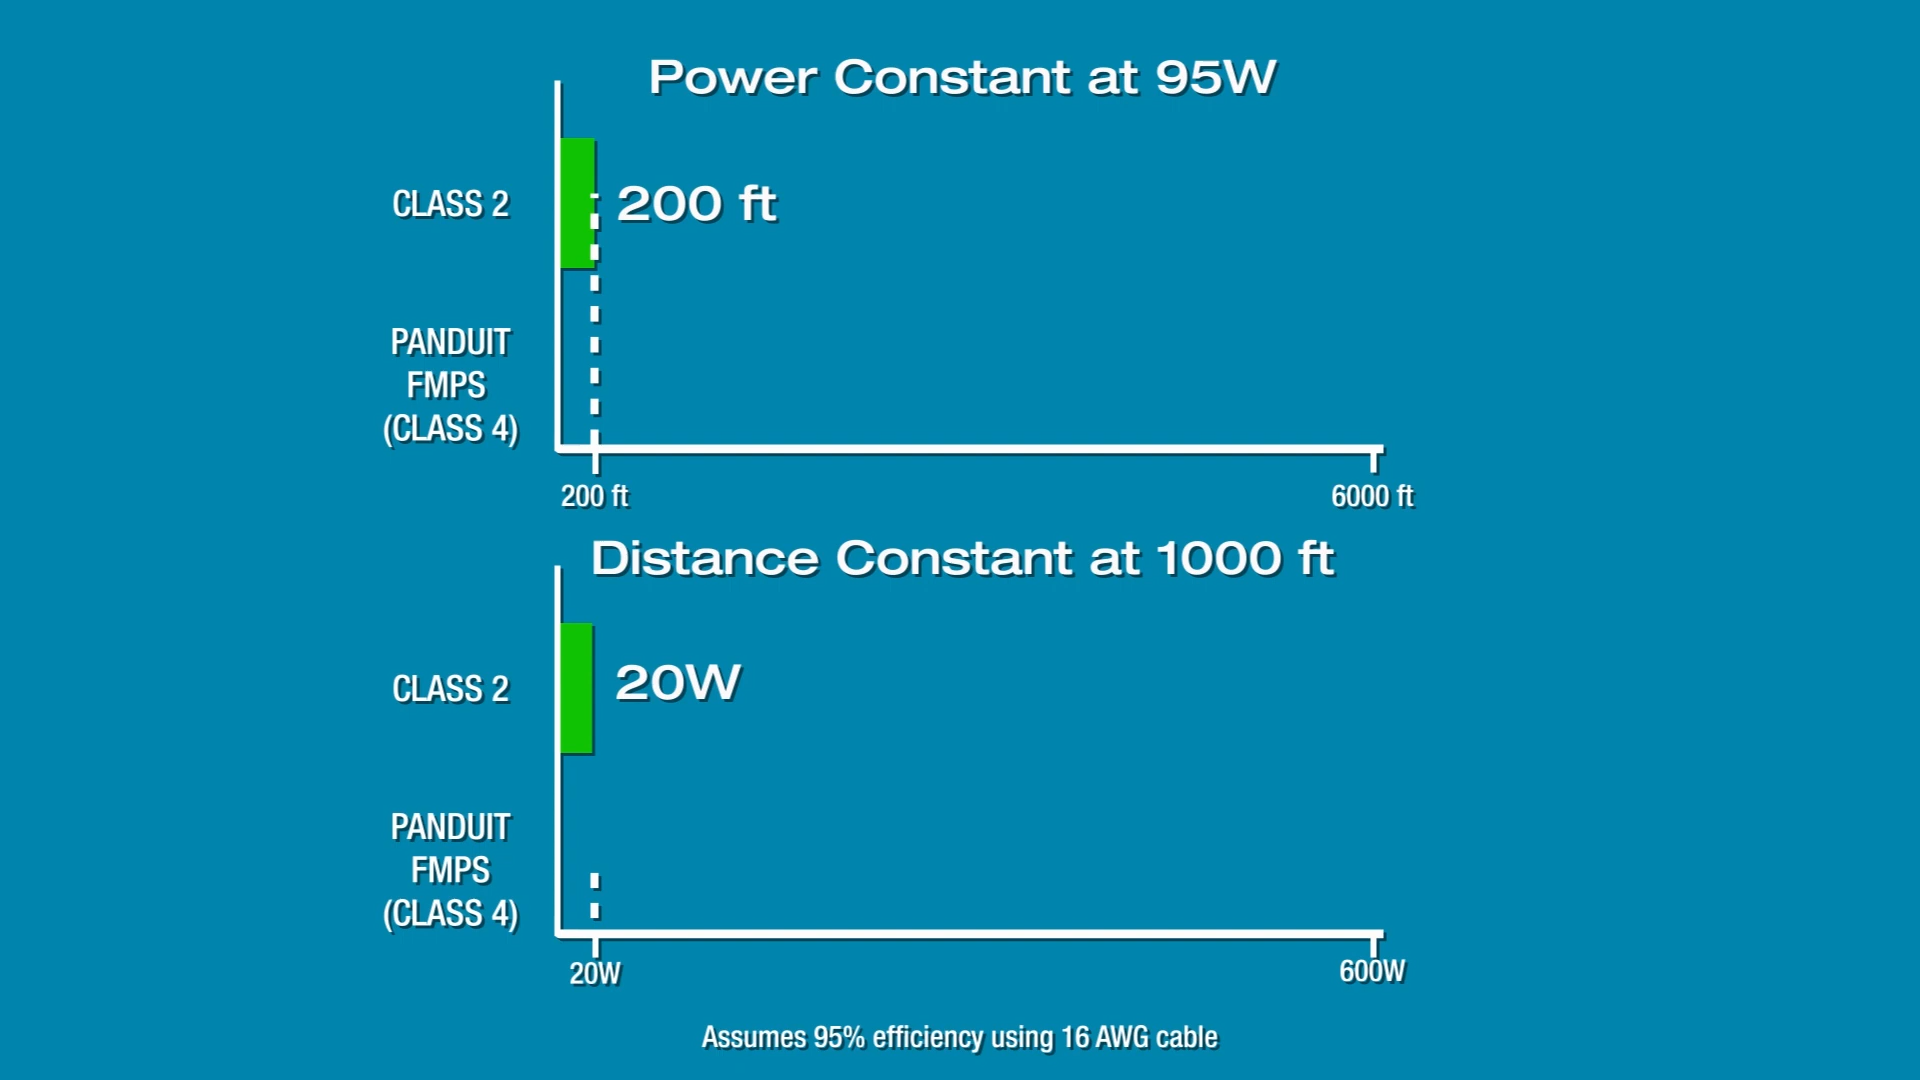 Power Constant at 95W
CLASS 2
200 ft
PANDUIT
FMPS
(CLASS 4)
200 ft
6000 ft
Distance Constant at 1000 ft
CLASS 2
20W
PANDUIT
FMPS
(CLASS 4)
20W
600W
Assumes 95% efficiency using 16 AWG cable